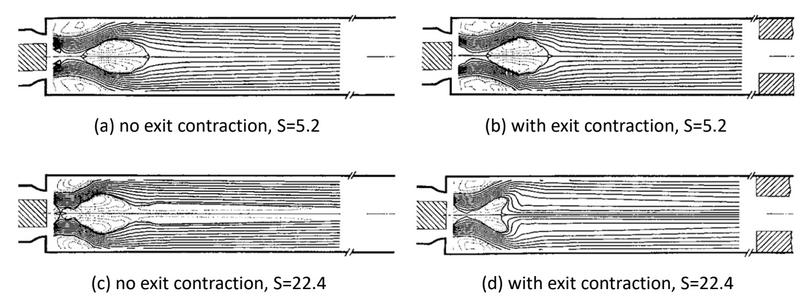 (a) no exit contraction, S=5.2
(b) with exit contraction, S=5.2
(c) no exit contraction, S=22.4
(d) with exit contraction, S=22.4